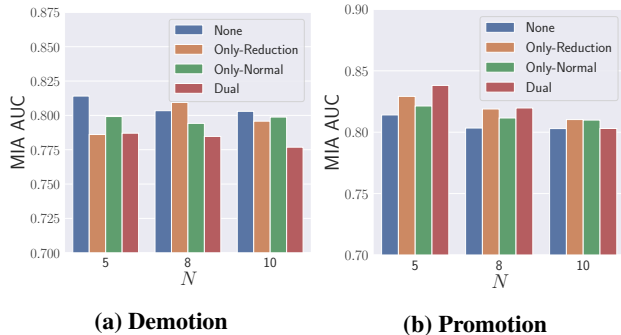 0.875
0.850
0.825
0.800
0.775
0.750
0.725
0.700
MIA AUC
None
Only-Reduction
Only-Normal
Dual
5
8
10
N
(a) Demotion
0.90
0.85
0.80
0.75
0.70
MIA AUC
None
Only-Reduction
Only-Normal
Dual
5
8
10
N
(b) Promotion